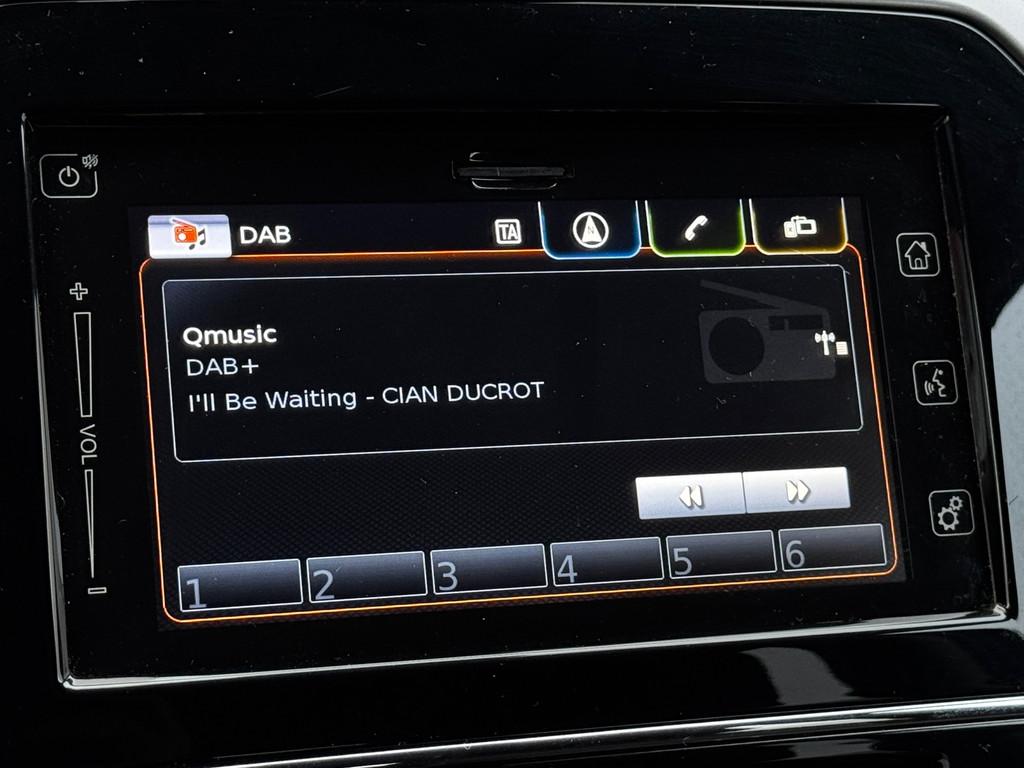 DAB
TA
Qmusic
DAB+
I'll Be Waiting - CIAN DUCROT
VOL
1 2 3 4 5 6